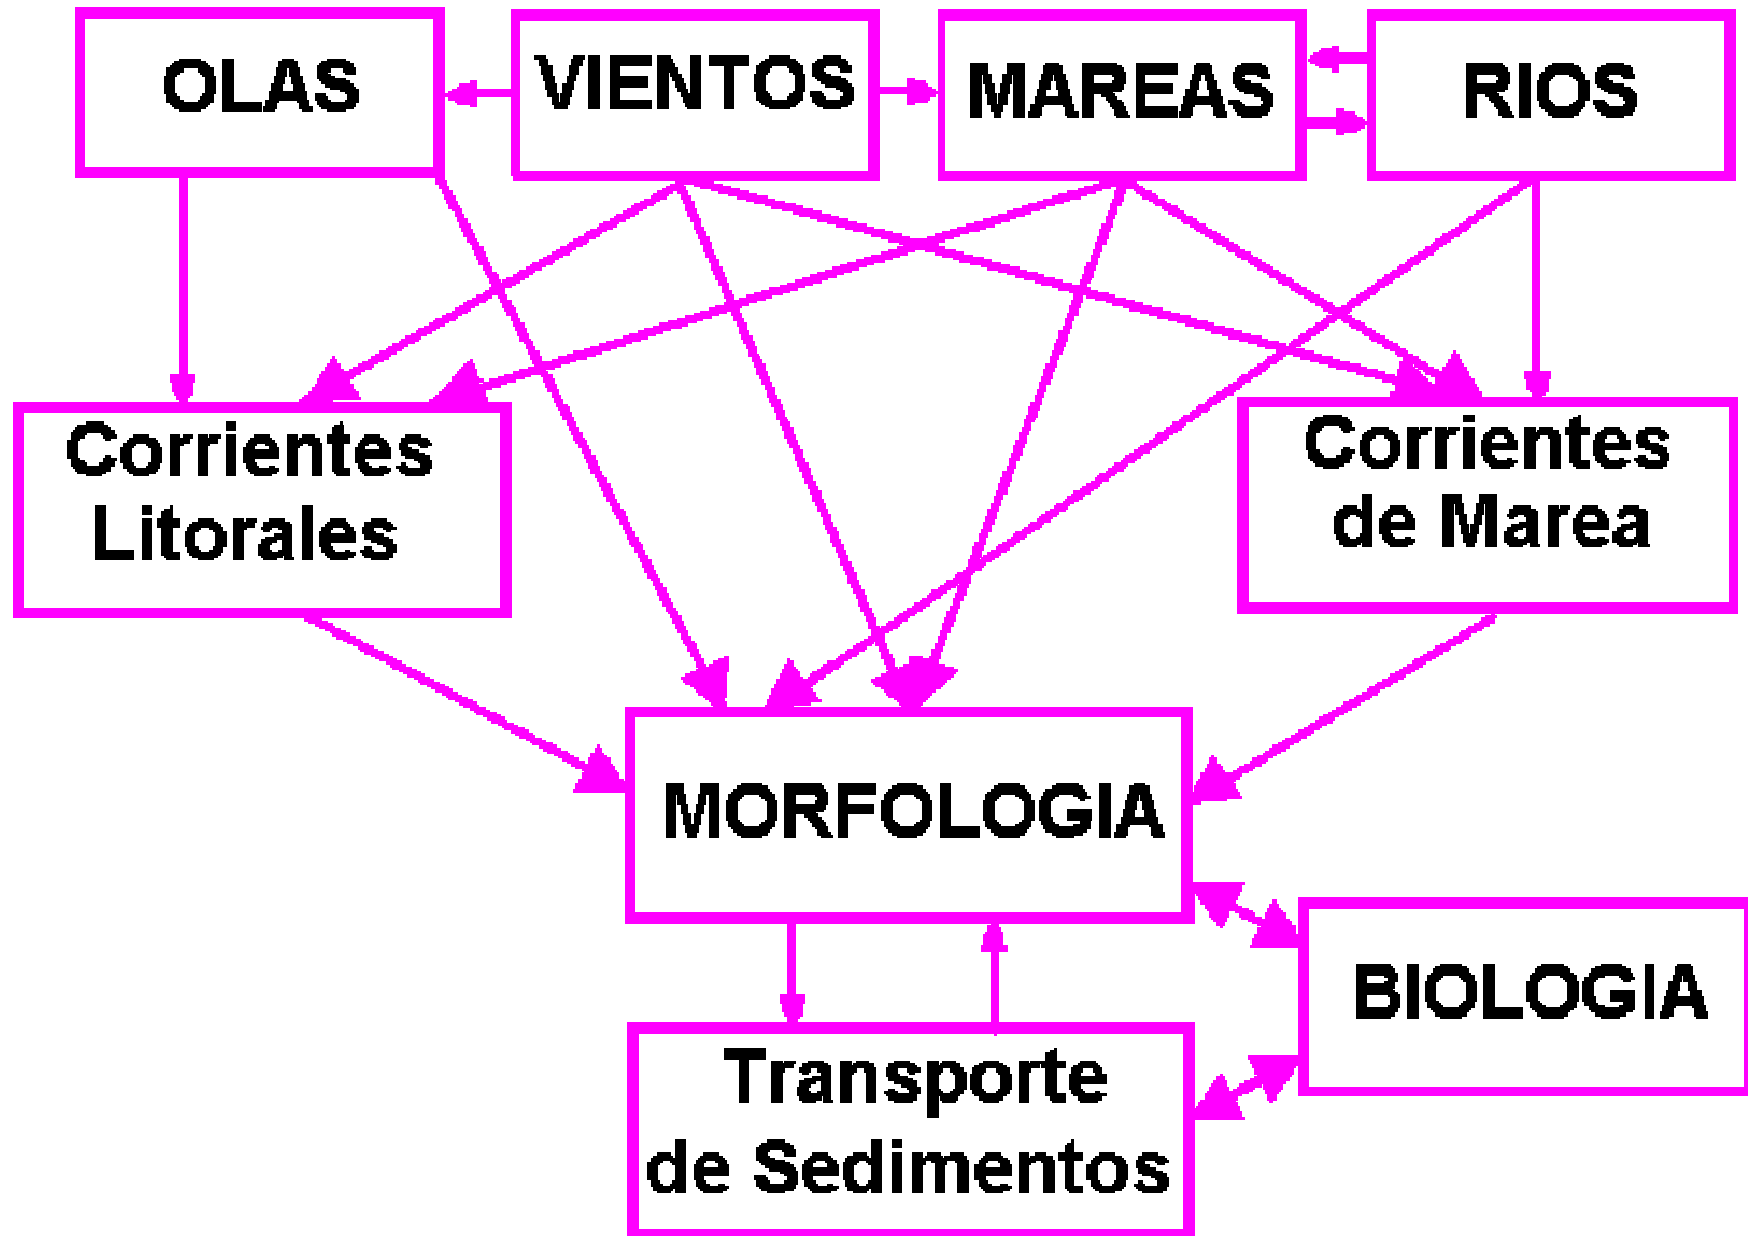 OLAS
VIENTOS
MAREAS
RIOS
Corrientes
Litorales
Corrientes
de Marea
MORFOLOGIA
BIOLOGIA
Transporte
de Sedimentos